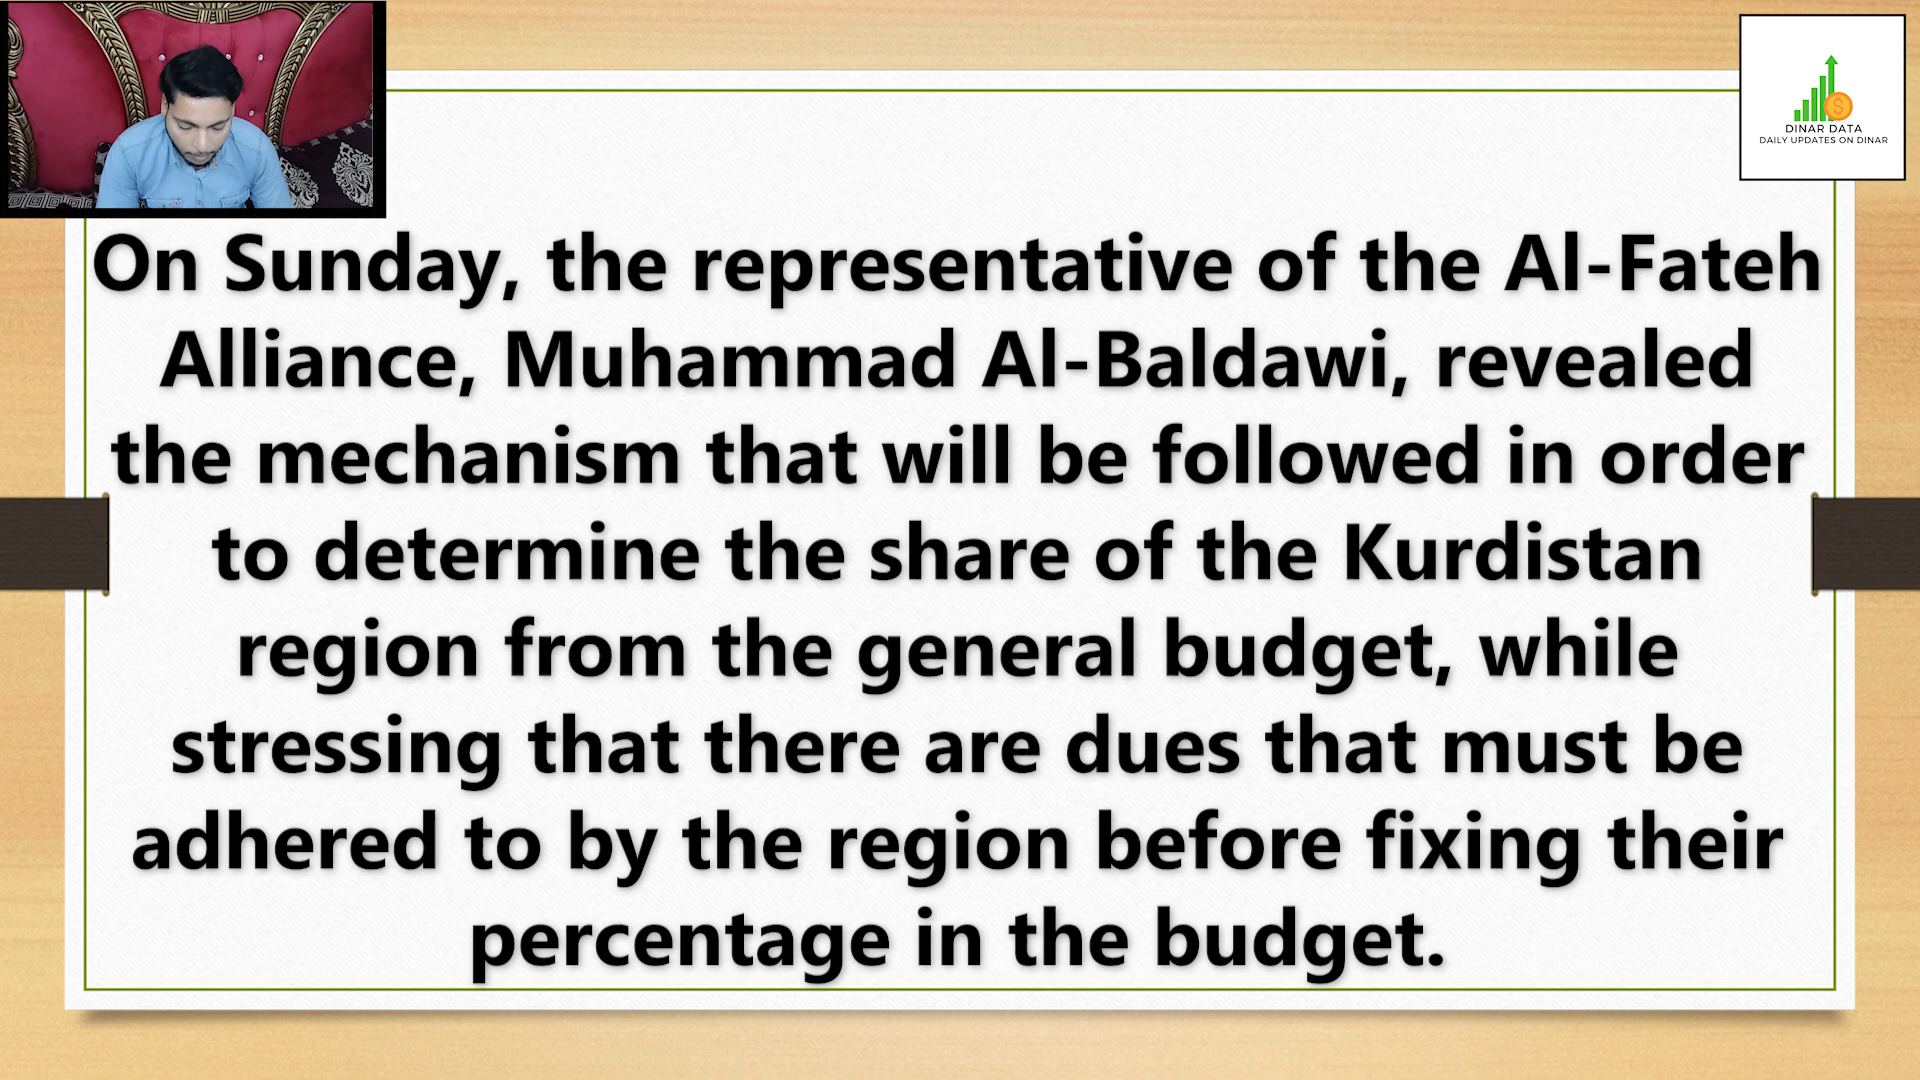 DINAR DATA
DAILY UPDATES ON DINAR
On Sunday, the representative of the Al-Fateh
Alliance, Muhammad Al-Baldawi, revealed
the mechanism that will be followed in order
to determine the share of the Kurdistan
region from the general budget, while
stressing that there are dues that must be
adhered to by the region before fixing their
percentage in the budget.